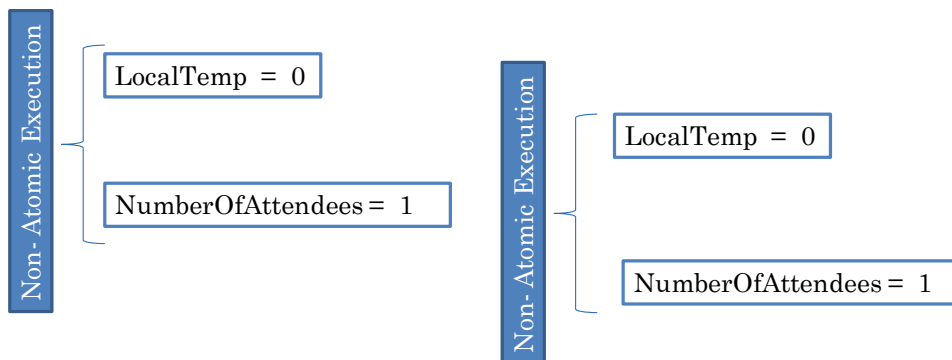 Non- Atomic Execution
LocalTemp = 0
NumberOfAttendees = 1
Non- Atomic Execution
LocalTemp = 0
NumberOfAttendees = 1